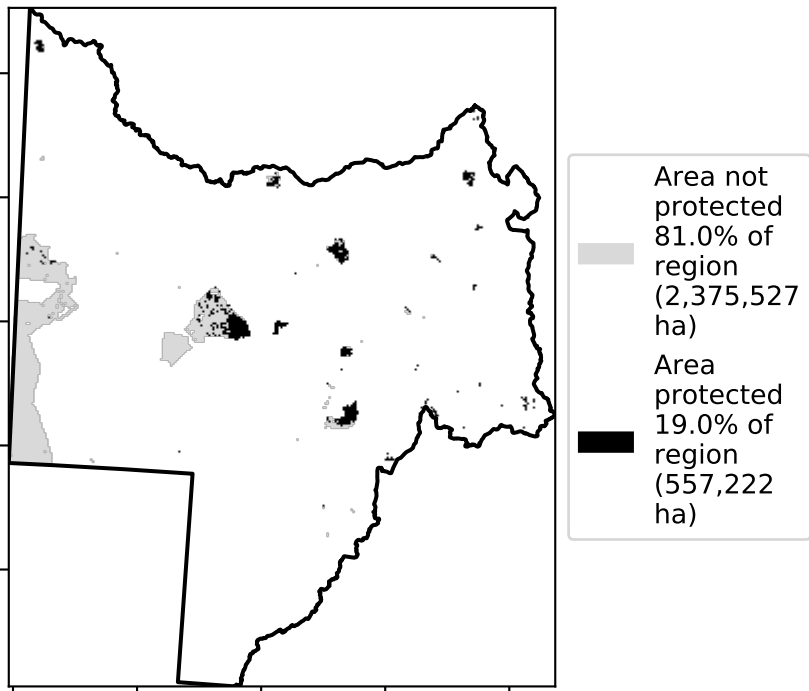 Area not
protected
81.0% of
region
(2,375,527
ha)
Area
protected
19.0% of
region
(557,222
ha)